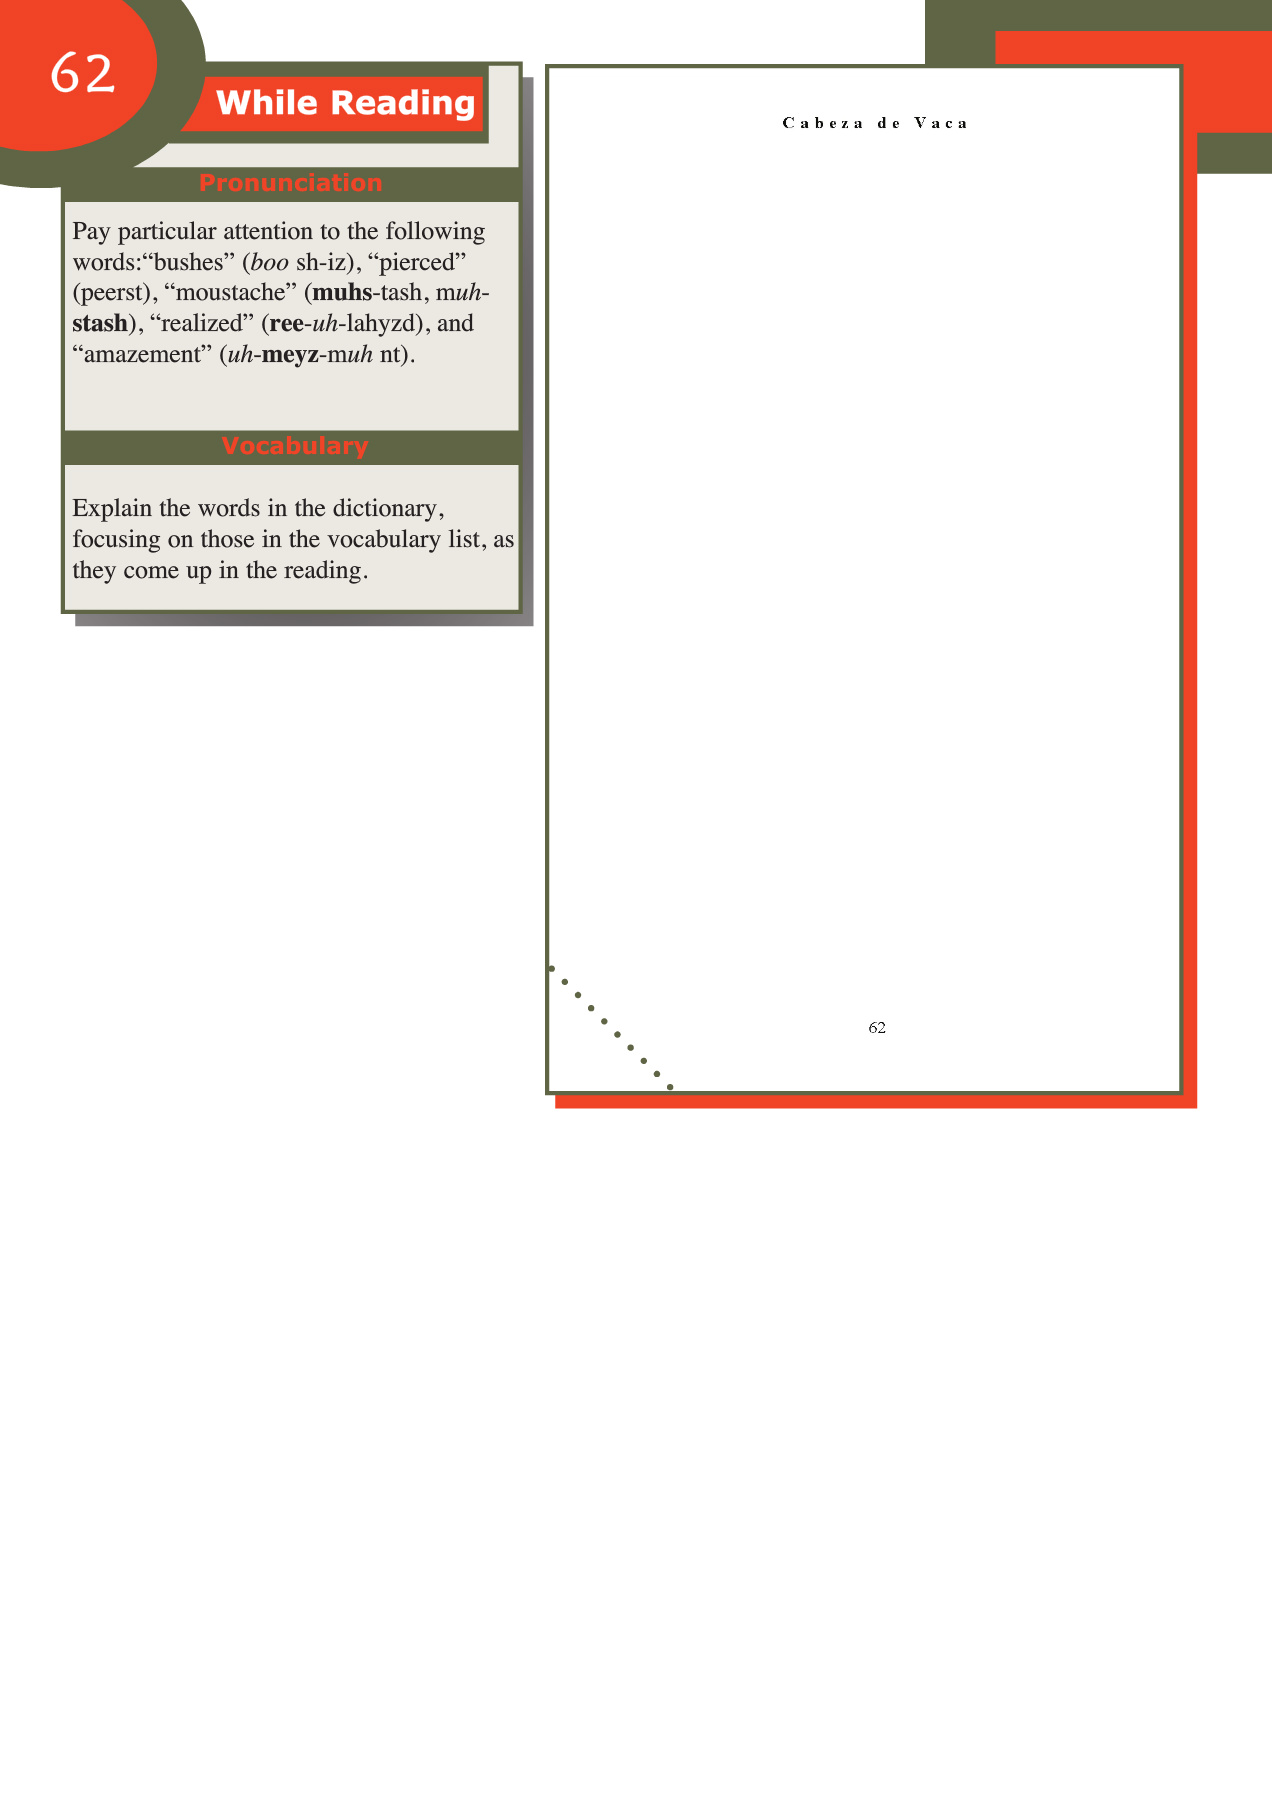 62
While Reading
Pronunciation
Pay particular attention to the following
words:“bushes” (boo sh-iz), “pierced”
(peerst), “moustache” (muhs-tash, muh-
stash), “realized” (ree-uh-lahyzd), and
“amazement” (uh-meyz-muh nt).
Vocabulary
Explain the words in the dictionary,
focusing on those in the vocabulary list, as
they come up in the reading.
Cabeza de Vaca
62